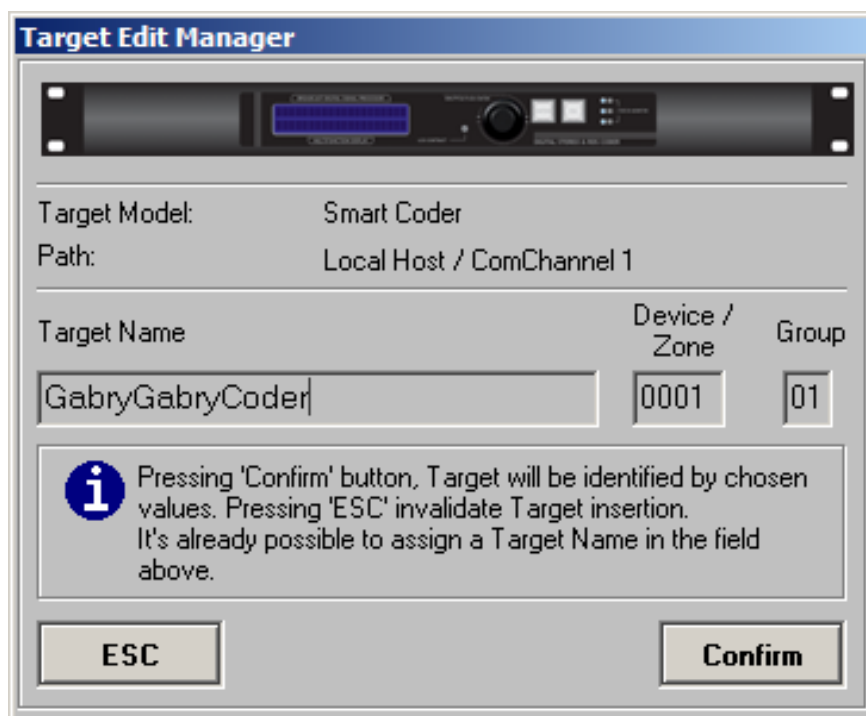 Target Edit Manager
Target Model: Smart Coder
Path: Local Host / ComChannel 1
Target Name Device / Zone Group
GabryGabryCoder 0001 01
Pressing 'Confirm' button, Target will be identified by chosen
values. Pressing 'ESC' invalidate Target insertion.
It's already possible to assign a Target Name in the field
above.
ESC Confirm